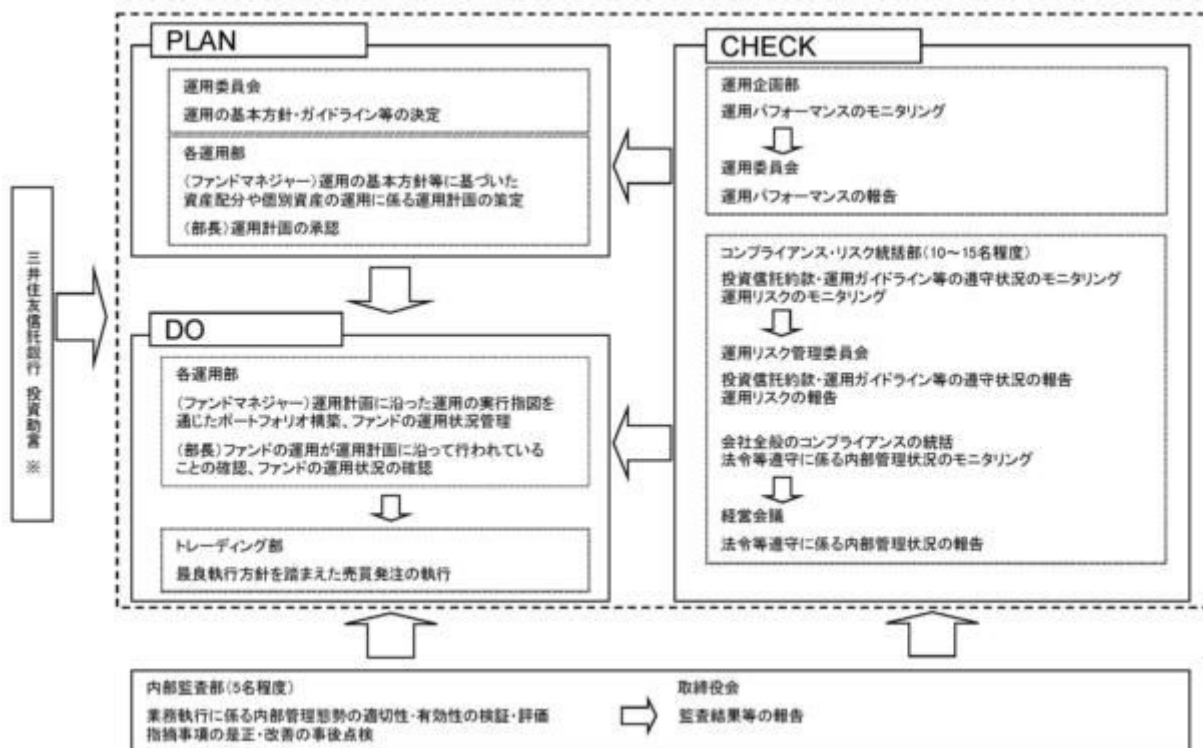 三井住友信託銀行 投資助言 ※
PLAN
運用委員会
運用の基本方針・ガイドライン等の決定
各運用部
(ファンドマネジャー)運用の基本方針等に基づいた
資産配分や個別資産の運用に係る運用計画の策定
(部長)運用計画の承認
DO
各運用部
(ファンドマネジャー)運用計画に沿った運用の実行指図を
通じたポートフォリオ構築、ファンドの運用状況管理
(部長)ファンドの運用が運用計画に沿って行われている
ことの確認、ファンドの運用状況の確認
トレーディング部
最良執行方針を踏まえた売買発注の執行
CHECK
運用企画部
運用パフォーマンスのモニタリング
運用委員会
運用パフォーマンスの報告
コンプライアンス・リスク統括部(10～15名程度)
投資信託約款・運用ガイドライン等の遵守状況のモニタリング
運用リスクのモニタリング
運用リスク管理委員会
投資信託約款・運用ガイドライン等の遵守状況の報告
運用リスクの報告
会社全般のコンプライアンスの統括
法令等遵守に係る内部管理状況のモニタリング
経営会議
法令等遵守に係る内部管理状況の報告
内部監査部(5名程度)
業務執行に係る内部管理態勢の適切性・有効性の検証・評価
指摘事項の是正・改善の事後点検
取締役会
監査結果等の報告